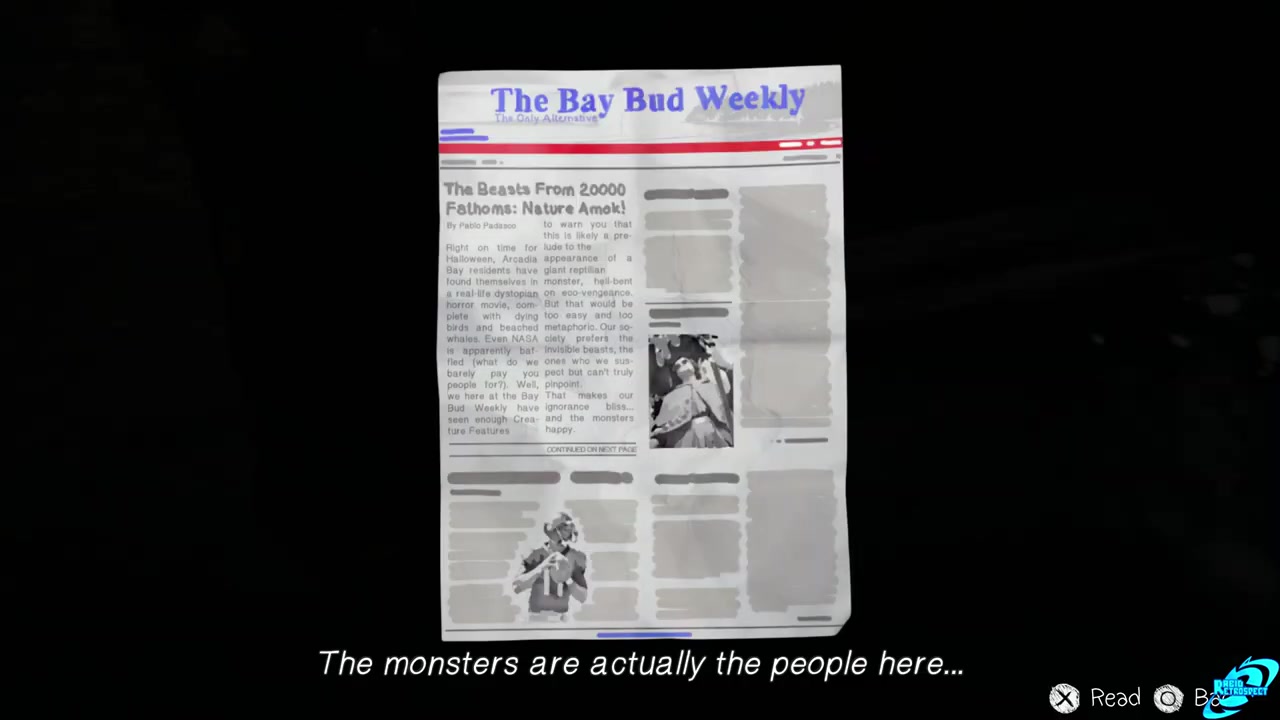 The Bay Bud Weekly
The Only Alternative
The Beasts From 20000
Fathoms: Nature Amok!
By Pablo Padasco
Right on time for
Halloween, Arcadia
Bay residents have
found themselves in
a real-life dystopian
horror movie, com-
plete with dying
birds and beached
whales. Even NASA
is apparently baf-
fled (what do we
barely pay you
people for?). Well,
we here at the Bay
Bud Weekly have
seen enough Crea-
ture Features
to warn you that
this is likely a pre-
lude to the
appearance of a
giant reptilian
monster, hell-bent
on eco-vengeance.
But that would be
too easy and too
metaphoric. Our so-
ciety prefers the
invisible beasts, the
ones who we sus-
pect but can't truly
pinpoint.
That makes our
ignorance bliss...
and the monsters
happy.
CONTINUED ON NEXT PAGE
The monsters are actually the people here...
Read
RETROSPECT